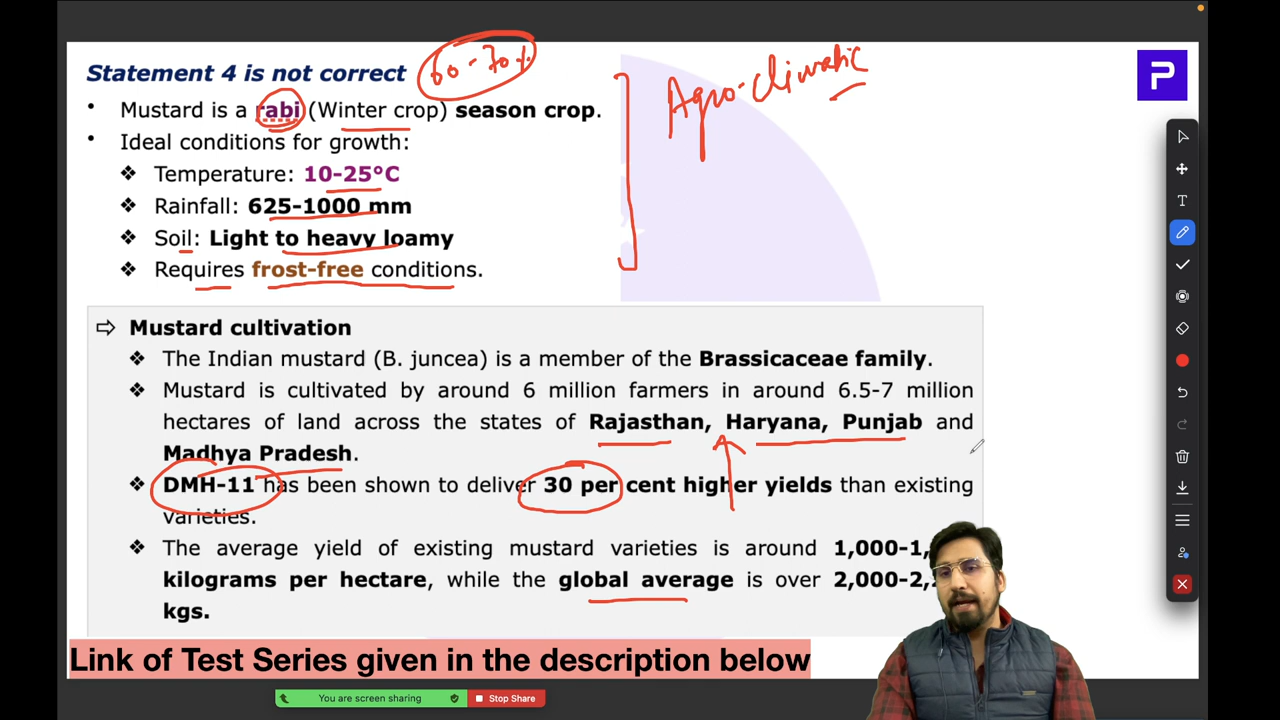 Statement 4 is not correct
60-70%
Agro-climatic
P
• Mustard is a rabi (Winter crop) season crop.
• Ideal conditions for growth:
❖ Temperature: 10-25°C
❖ Rainfall: 625-1000 mm
❖ Soil: Light to heavy loamy
❖ Requires frost-free conditions.
⇨ Mustard cultivation
❖ The Indian mustard (B. juncea) is a member of the Brassicaceae family.
❖ Mustard is cultivated by around 6 million farmers in around 6.5-7 million
hectares of land across the states of Rajasthan, Haryana, Punjab and
Madhya Pradesh.
❖ DMH-11 has been shown to deliver 30 per cent higher yields than existing
varieties.
❖ The average yield of existing mustard varieties is around
kilograms per hectare, while the global average is over
kgs.
Link of Test Series given in the description below
You are screen sharing
Stop Share